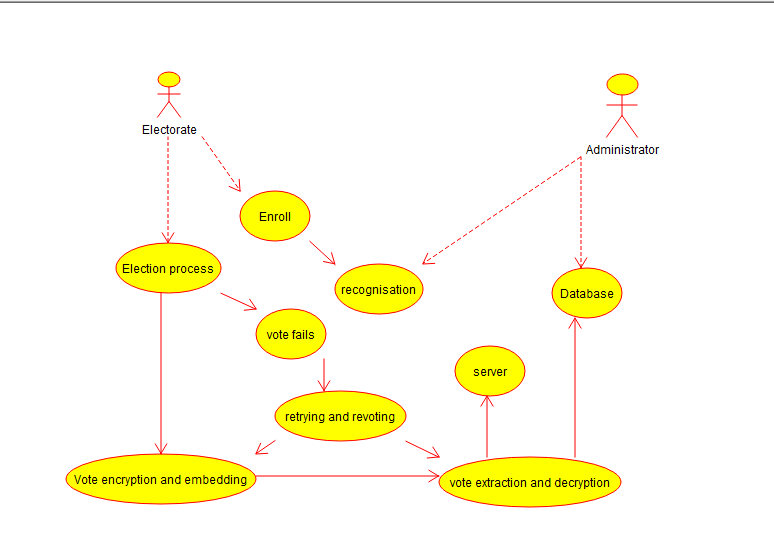 Electorate
Administrator
Enroll
Election process
recognisation
Database
vote fails
server
retrying and revoting
Vote encryption and embedding
vote extraction and decryption